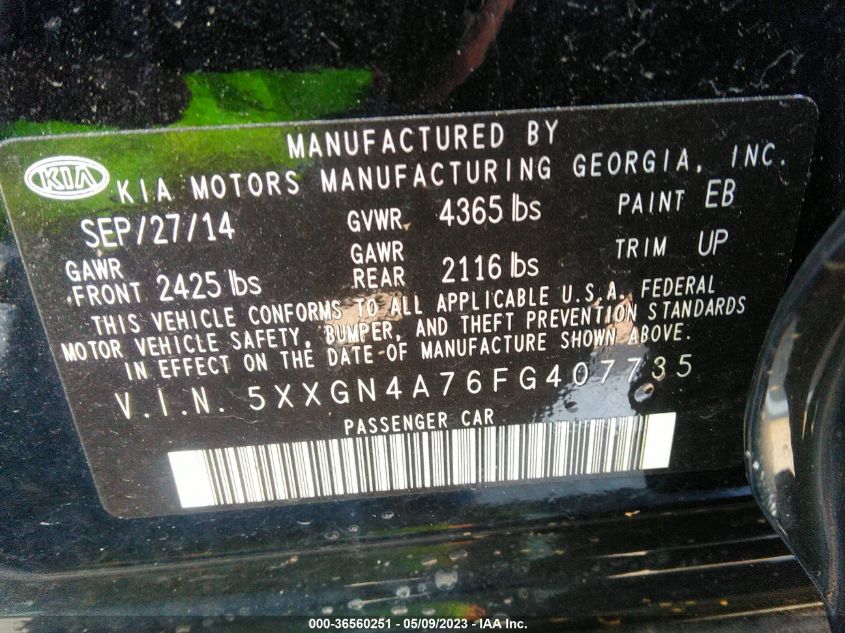 MANUFACTURED BY
KIA KIA MOTORS MANUFACTURING GEORGIA, INC.
SEP/27/14 GVWR 4365 lbs PAINT EB
GAWR FRONT 2425 lbs GAWR REAR 2116 lbs TRIM UP
THIS VEHICLE CONFORMS TO ALL APPLICABLE U.S.A. FEDERAL
MOTOR VEHICLE SAFETY, BUMPER, AND THEFT PREVENTION STANDARDS
IN EFFECT ON THE DATE OF MANUFACTURE SHOWN ABOVE.
V.I.N. 5XXGN4A76FG407735
PASSENGER CAR
000-36560251 - 05/09/2023 - IAA Inc.